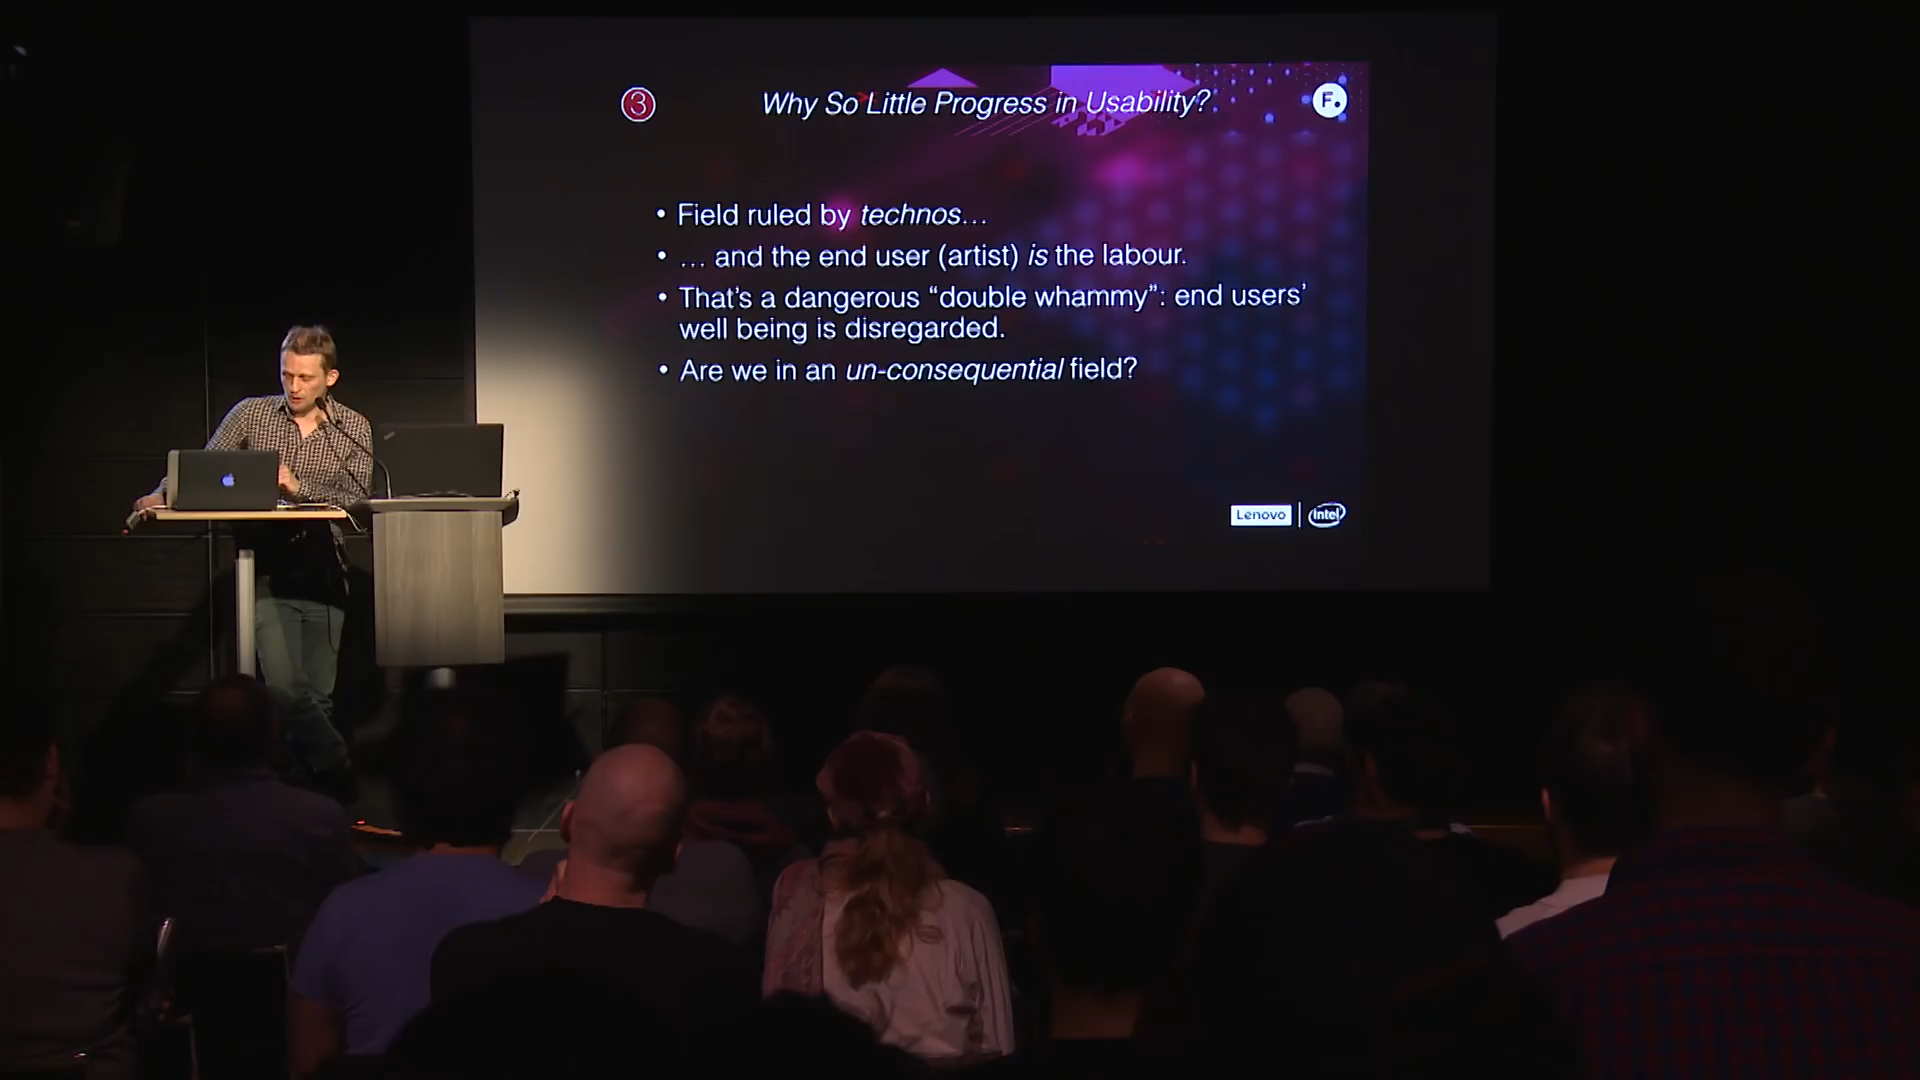 ③ Why So Little Progress in Usability? F.
• Field ruled by technos…
• … and the end user (artist) is the labour.
• That’s a dangerous “double whammy”: end users’
well being is disregarded.
• Are we in an un-consequential field?
Lenovo | intel